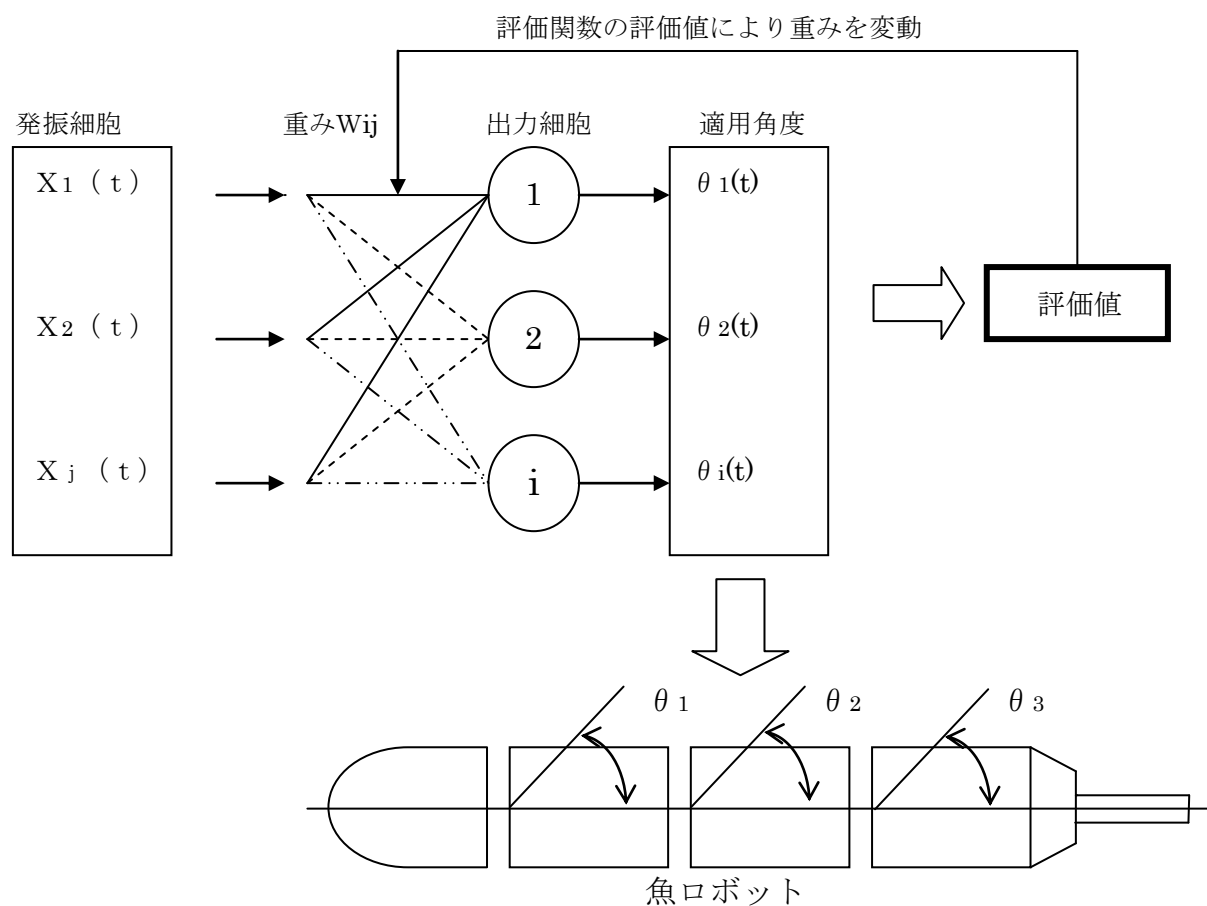 評価関数の評価値により重みを変動
発振細胞
重みWij
出力細胞
適用角度
X1(t)
1
θ1(t)
X2(t)
2
θ2(t)
評価値
Xj(t)
i
θi(t)
θ1
θ2
θ3
魚ロボット